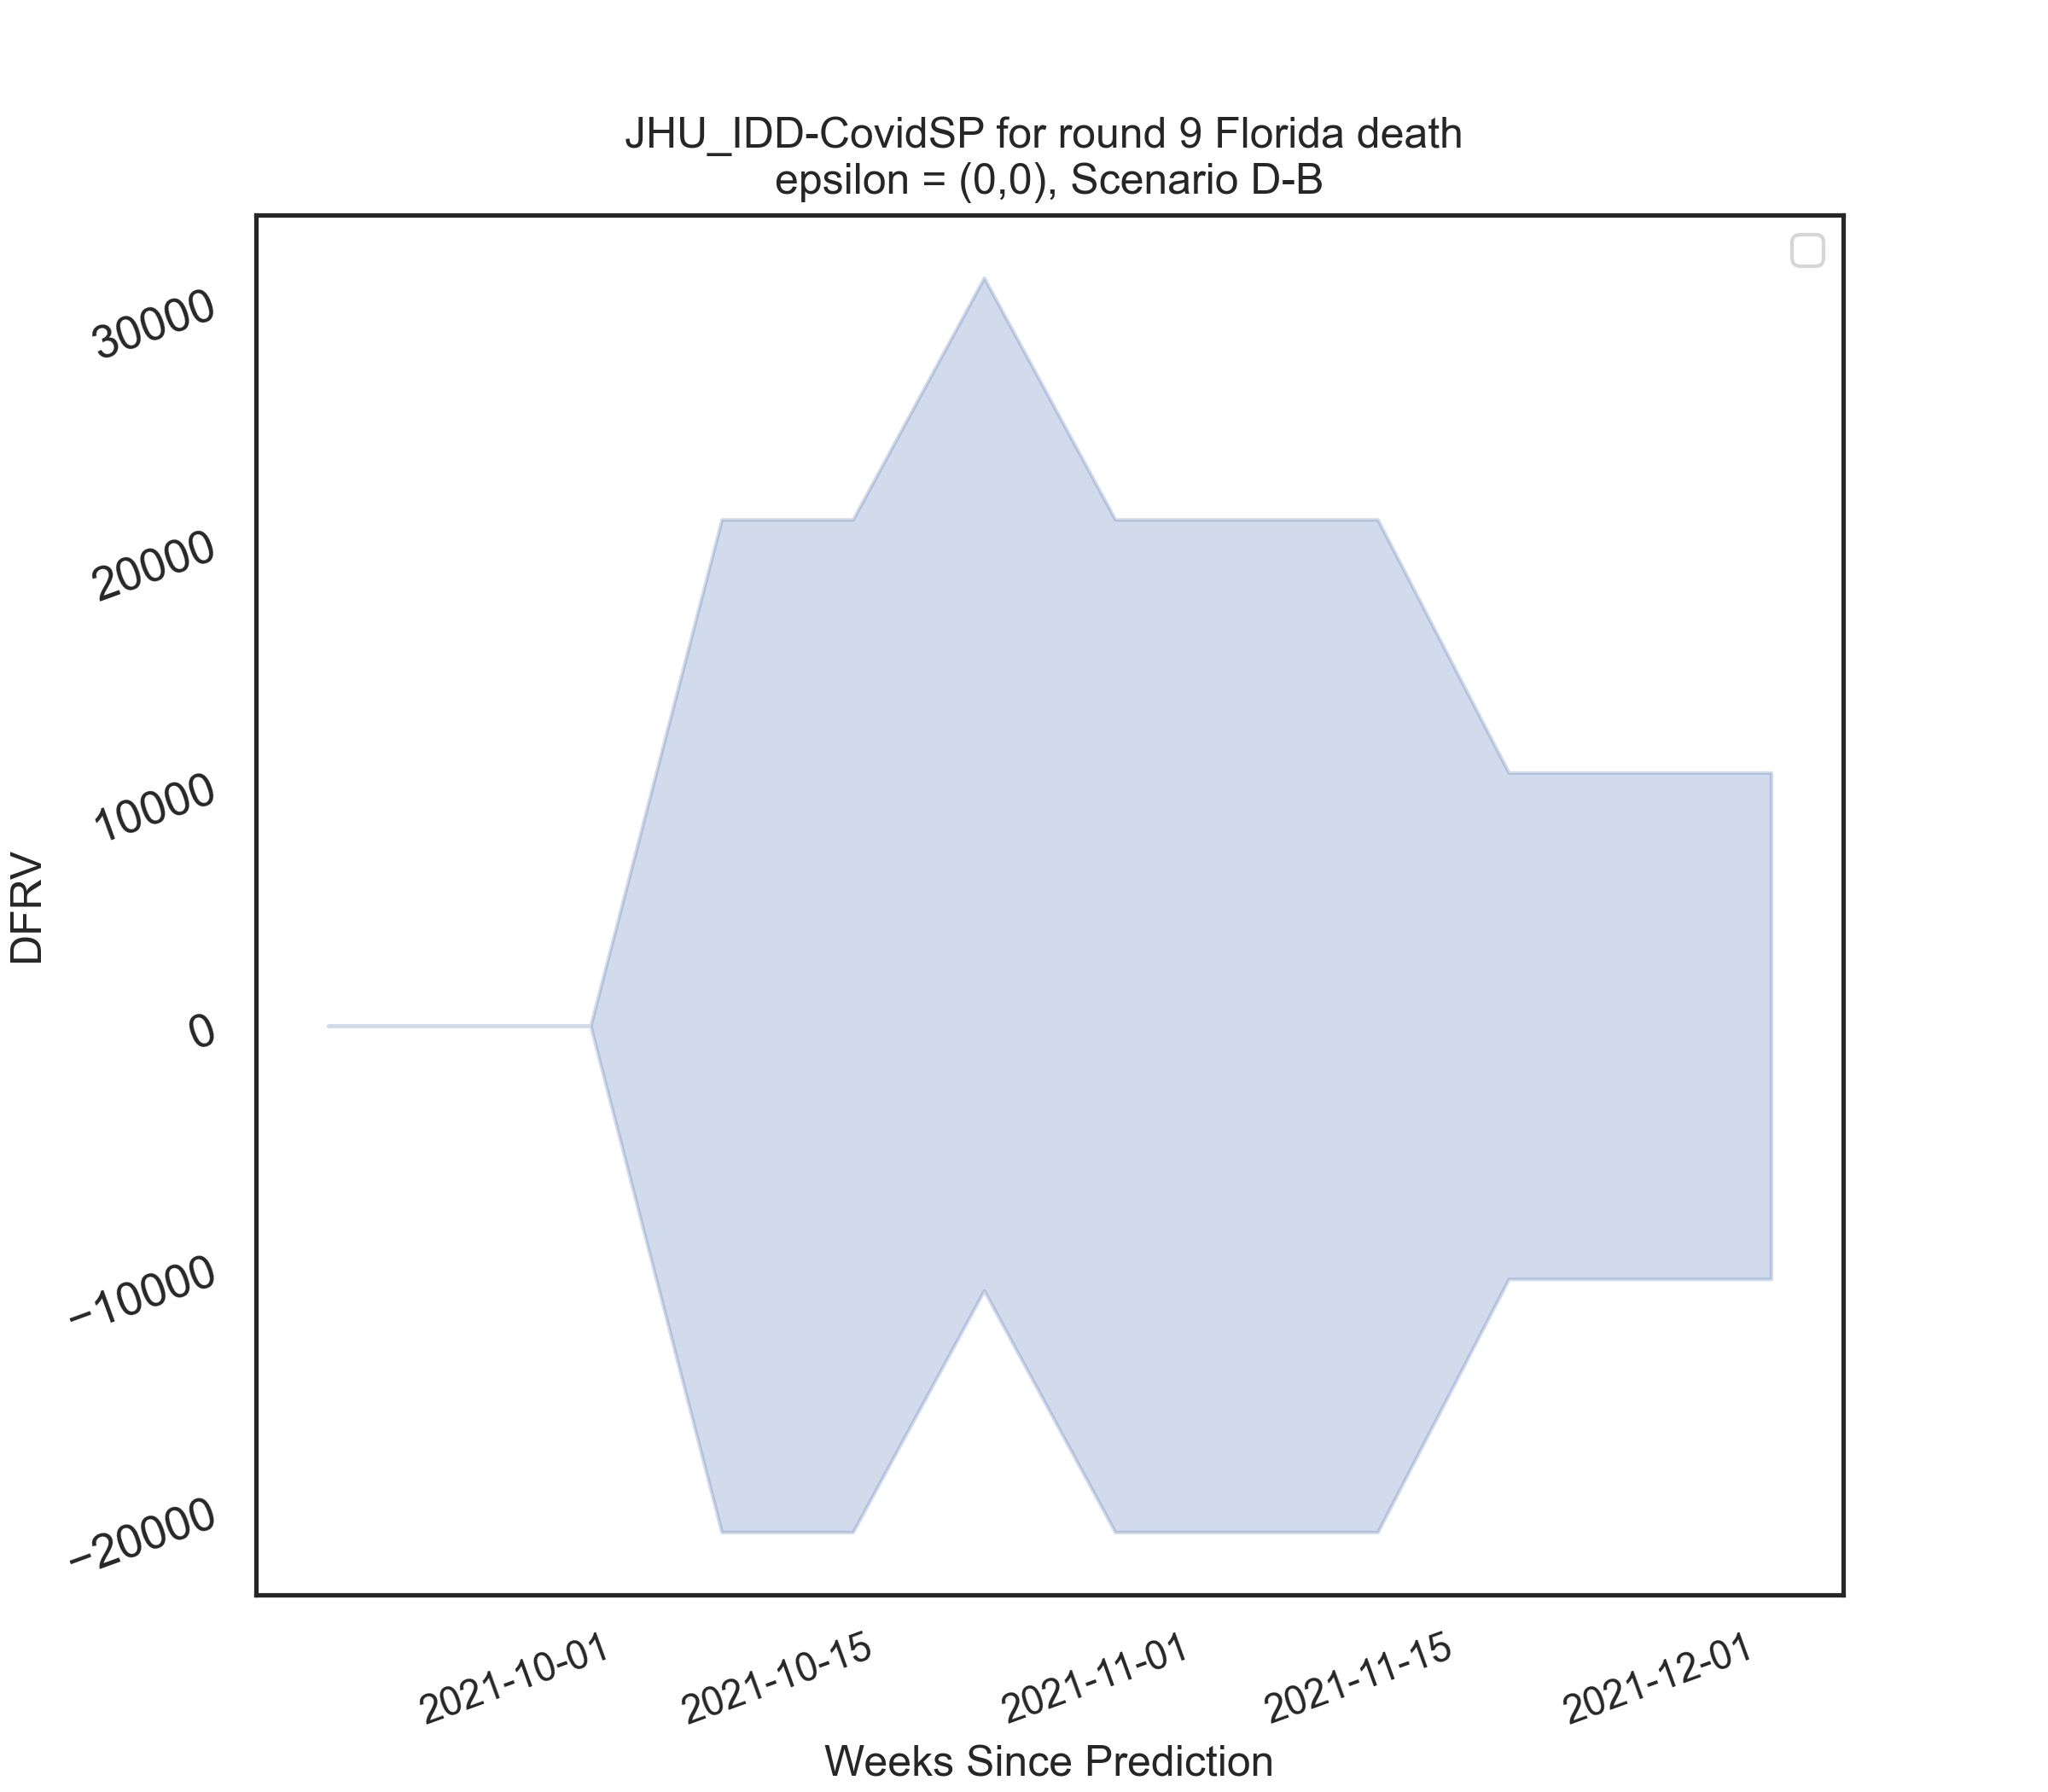 JHU_IDD-CovidSP for round 9 Florida death
epsilon = (0,0), Scenario D-B
30000
20000
10000
0
−10000
−20000
DFRV
2021-10-01
2021-10-15
2021-11-01
2021-11-15
2021-12-01
Weeks Since Prediction